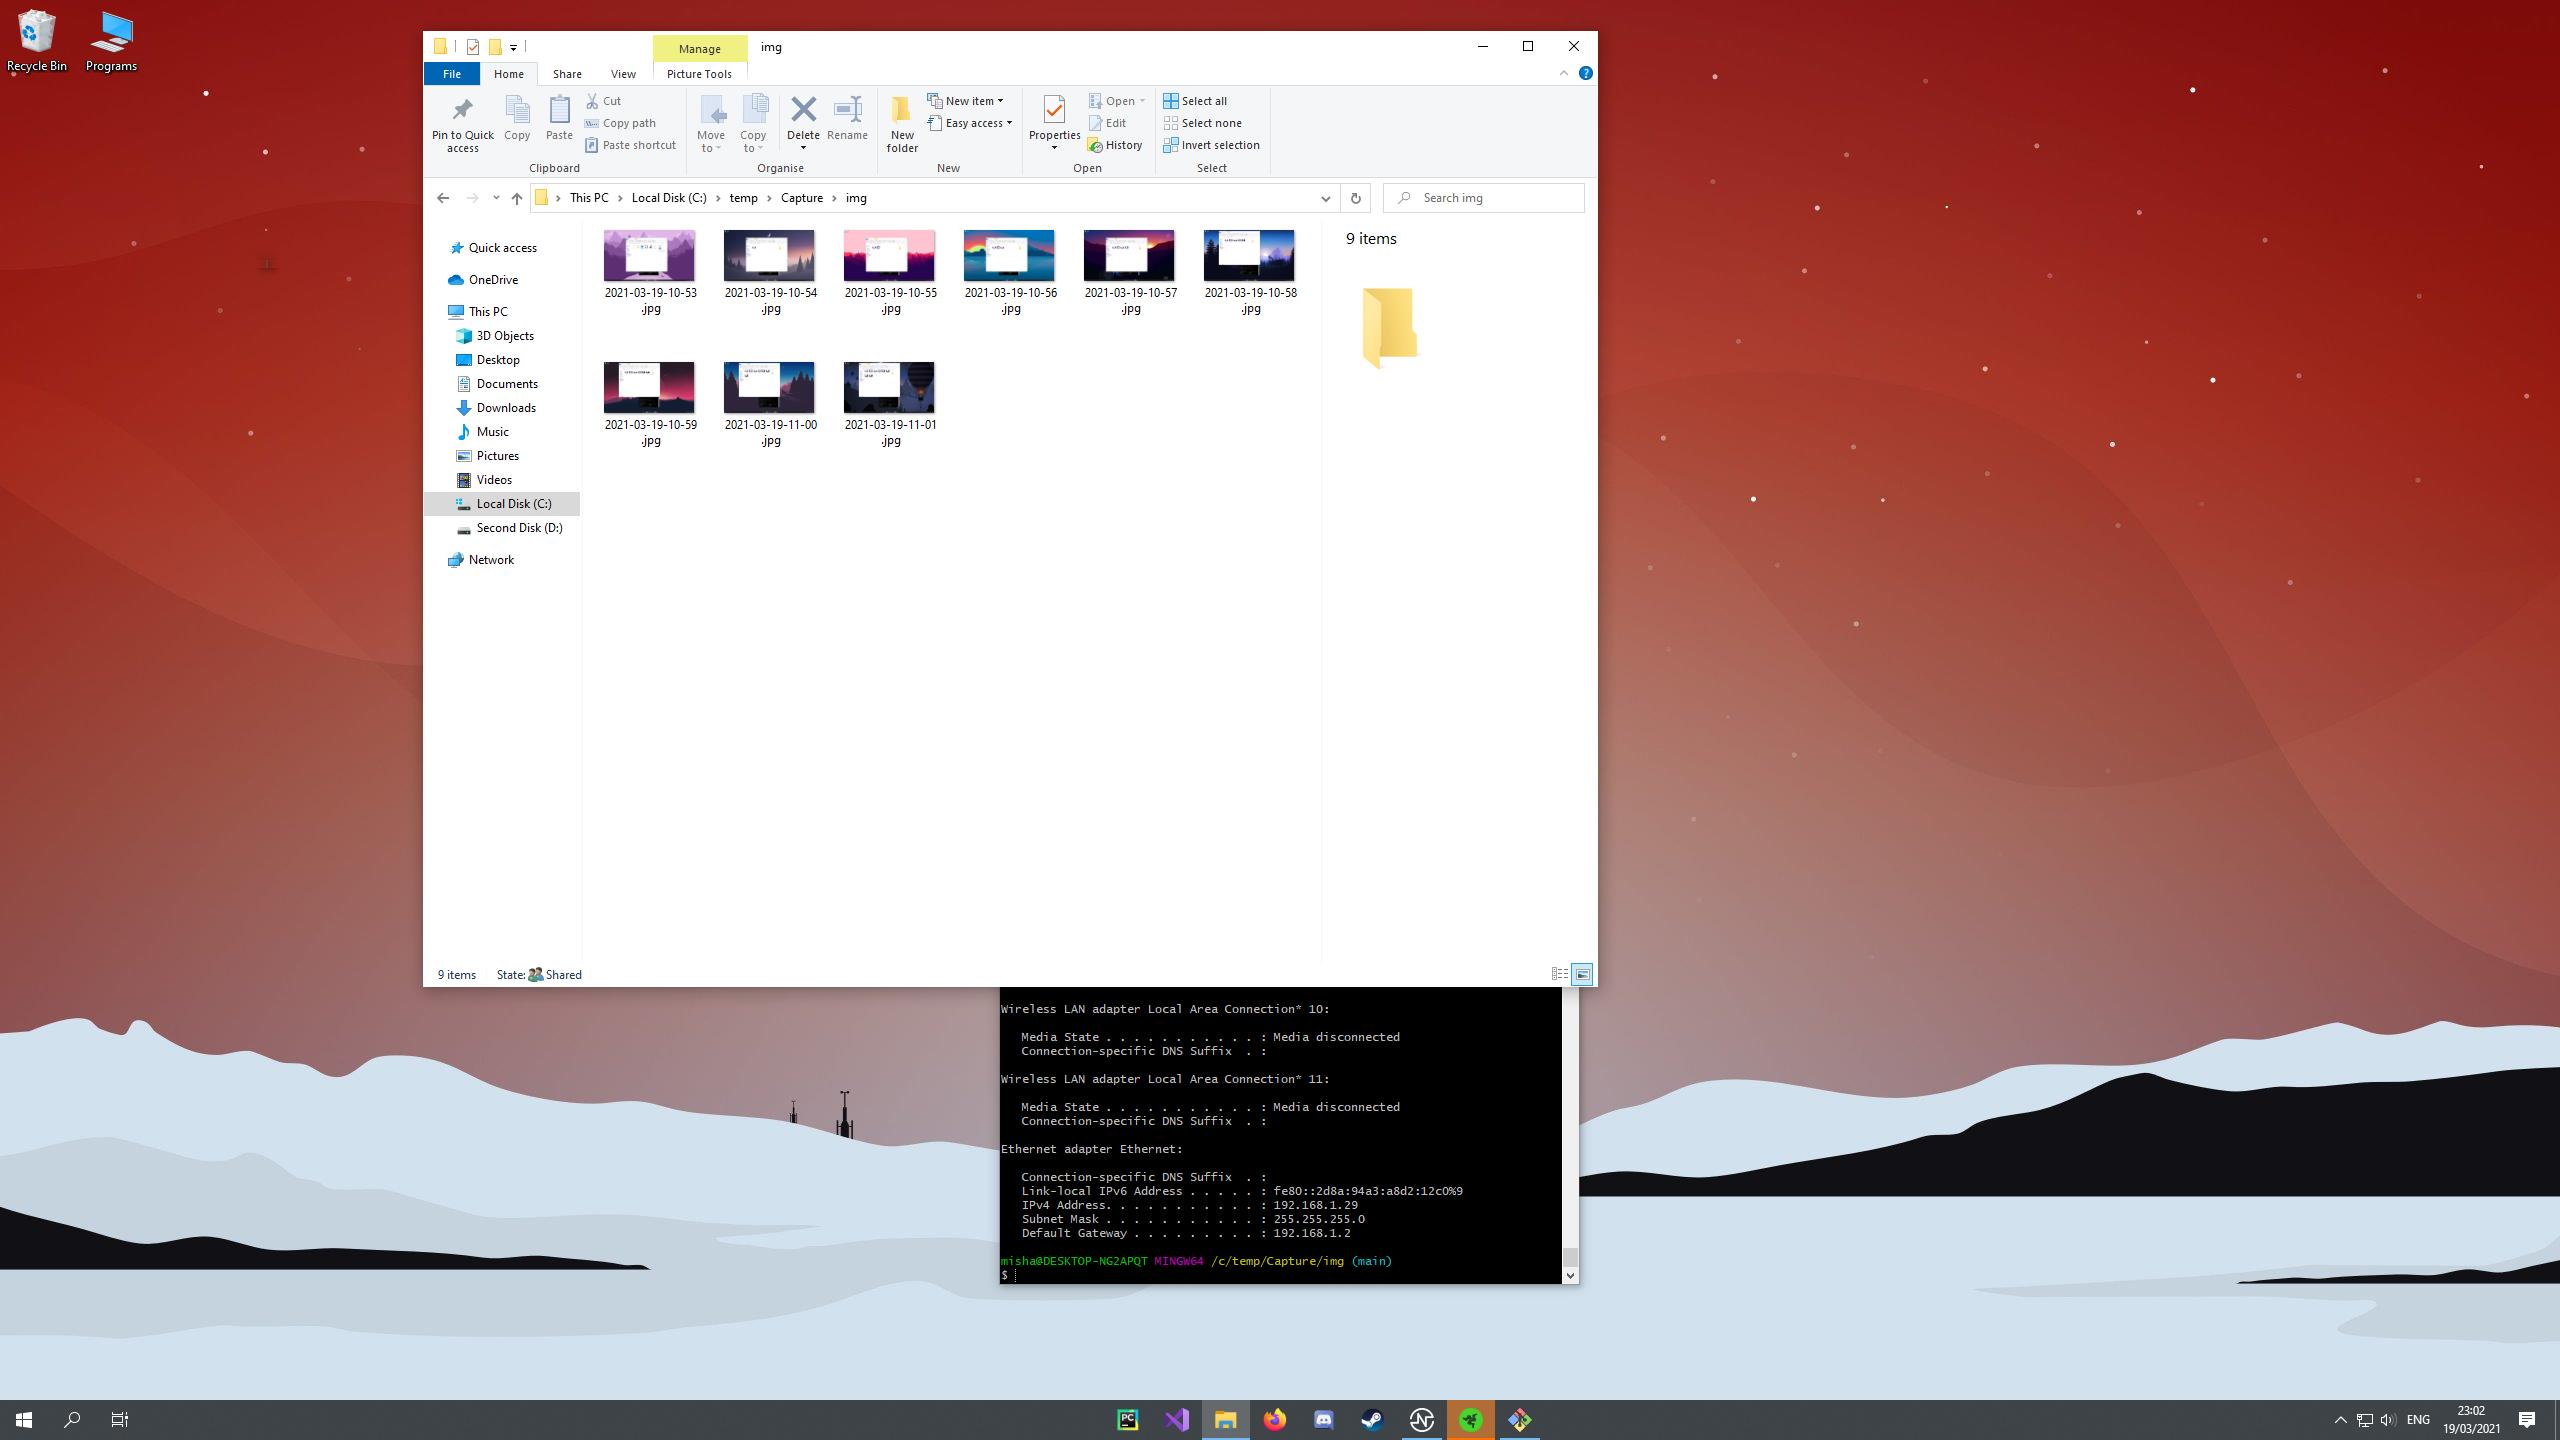 Recycle Bin
Programs
Manage
img
File
Home
Share
View
Picture Tools
Pin to Quick
access
Copy
Paste
Cut
Copy path
Paste shortcut
Clipboard
Move
to
Copy
to
Delete
Rename
Organise
New
folder
New item
Easy access
New
Properties
Open
Edit
History
Open
Select all
Select none
Invert selection
Select
This PC
Local Disk (C:)
temp
Capture
img
Search img
Quick access
OneDrive
This PC
3D Objects
Desktop
Documents
Downloads
Music
Pictures
Videos
Local Disk (C:)
Second Disk (D:)
Network
2021-03-19-10-53
.jpg
2021-03-19-10-54
.jpg
2021-03-19-10-55
.jpg
2021-03-19-10-56
.jpg
2021-03-19-10-57
.jpg
2021-03-19-10-58
.jpg
2021-03-19-10-59
.jpg
2021-03-19-11-00
.jpg
2021-03-19-11-01
.jpg
9 items
9 items
State: Shared
Wireless LAN adapter Local Area Connection* 10:
Media State . . . . . . . . . . . : Media disconnected
Connection-specific DNS Suffix  . :
Wireless LAN adapter Local Area Connection* 11:
Media State . . . . . . . . . . . : Media disconnected
Connection-specific DNS Suffix  . :
Ethernet adapter Ethernet:
Connection-specific DNS Suffix  . :
Link-local IPv6 Address . . . . . : fe80::2d8a:94a3:a8d2:12c0%9
IPv4 Address. . . . . . . . . . . : 192.168.1.29
Subnet Mask . . . . . . . . . . . : 255.255.255.0
Default Gateway . . . . . . . . . : 192.168.1.2
misha@DESKTOP-NG2APQT MINGW64 /c/temp/Capture/img (main)
$
PC
ENG
23:02
19/03/2021